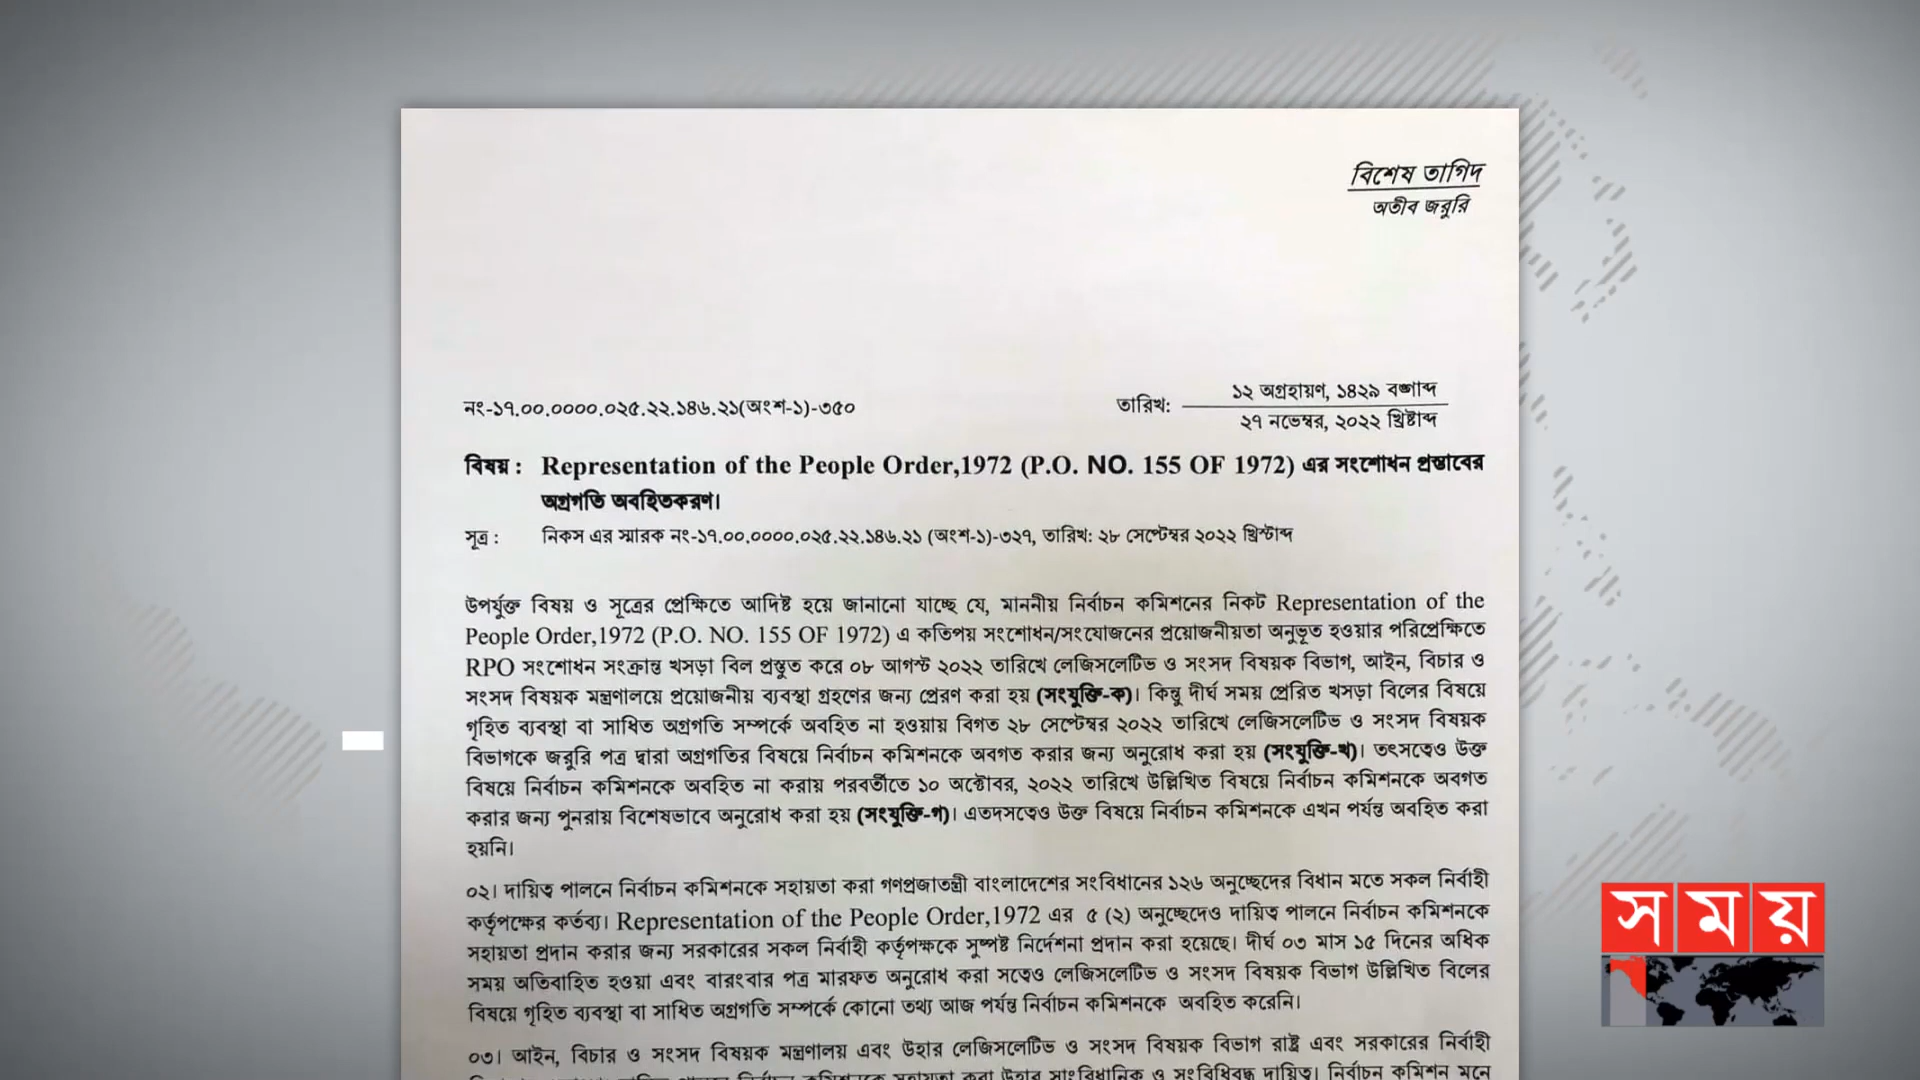 বিশেষ তাগিদ
অতীব জরুরি
নং-১৭.০০.০০০০.০২৫.২২.১৪৬.২১(অংশ-১)-৩৫০
তারিখ:
১২ অগ্রহায়ণ, ১৪২৯ বঙ্গাব্দ
২৭ নভেম্বর, ২০২২ খ্রিষ্টাব্দ
বিষয় : Representation of the People Order,1972 (P.O. NO. 155 OF 1972) এর সংশোধন প্রস্তাবের
অগ্রগতি অবহিতকরণ।
সূত্র : নিকস এর স্মারক নং-১৭.০০.০০০০.০২৫.২২.১৪৬.২১ (অংশ-১)-৩২৭, তারিখ: ২৮ সেপ্টেম্বর ২০২২ খ্রিস্টাব্দ
উপর্যুক্ত বিষয় ও সূত্রের প্রেক্ষিতে আদিষ্ট হয়ে জানানো যাচ্ছে যে, মাননীয় নির্বাচন কমিশনের নিকট Representation of the
People Order,1972 (P.O. NO. 155 OF 1972) এ কতিপয় সংশোধন/সংযোজনের প্রয়োজনীয়তা অনুভূত হওয়ার পরিপ্রেক্ষিতে
RPO সংশোধন সংক্রান্ত খসড়া বিল প্রস্তুত করে ০৮ আগস্ট ২০২২ তারিখে লেজিসলেটিভ ও সংসদ বিষয়ক বিভাগ, আইন, বিচার ও
সংসদ বিষয়ক মন্ত্রণালয়ে প্রয়োজনীয় ব্যবস্থা গ্রহণের জন্য প্রেরণ করা হয় (সংযুক্তি-ক)। কিন্তু দীর্ঘ সময় প্রেরিত খসড়া বিলের বিষয়ে
গৃহিত ব্যবস্থা বা সাধিত অগ্রগতি সম্পর্কে অবহিত না হওয়ায় বিগত ২৮ সেপ্টেম্বর ২০২২ তারিখে লেজিসলেটিভ ও সংসদ বিষয়ক
বিভাগকে জরুরি পত্র দ্বারা অগ্রগতির বিষয়ে নির্বাচন কমিশনকে অবগত করার জন্য অনুরোধ করা হয় (সংযুক্তি-খ)। তৎসত্বেও উক্ত
বিষয়ে নির্বাচন কমিশনকে অবহিত না করায় পরবর্তীতে ১০ অক্টোবর, ২০২২ তারিখে উল্লিখিত বিষয়ে নির্বাচন কমিশনকে অবগত
করার জন্য পুনরায় বিশেষভাবে অনুরোধ করা হয় (সংযুক্তি-গ)। এতদসত্বেও উক্ত বিষয়ে নির্বাচন কমিশনকে এখন পর্যন্ত অবহিত করা
হয়নি।
০২। দায়িত্ব পালনে নির্বাচন কমিশনকে সহায়তা করা গণপ্রজাতন্ত্রী বাংলাদেশের সংবিধানের ১২৬ অনুচ্ছেদের বিধান মতে সকল নির্বাহী
কর্তৃপক্ষের কর্তব্য। Representation of the People Order,1972 এর ৫ (২) অনুচ্ছেদেও দায়িত্ব পালনে নির্বাচন কমিশনকে
সহায়তা প্রদান করার জন্য সরকারের সকল নির্বাহী কর্তৃপক্ষকে সুষ্পষ্ট নির্দেশনা প্রদান করা হয়েছে। দীর্ঘ ০৩ মাস ১৫ দিনের অধিক
সময় অতিবাহিত হওয়া এবং বারংবার পত্র মারফত অনুরোধ করা সত্বেও লেজিসলেটিভ ও সংসদ বিষয়ক বিভাগ উল্লিখিত বিলের
বিষয়ে গৃহিত ব্যবস্থা বা সাধিত অগ্রগতি সম্পর্কে কোনো তথ্য আজ পর্যন্ত নির্বাচন কমিশনকে অবহিত করেনি।
০৩। আইন, বিচার ও সংসদ বিষয়ক মন্ত্রণালয় এবং উহার লেজিসলেটিভ ও সংসদ বিষয়ক বিভাগ রাষ্ট্র এবং সরকারের নির্বাহী
নির্বাচন কমিশনকে সহায়তা করা উহার সাংবিধানিক ও সংবিধিবদ্ধ দায়িত্ব। নির্বাচন কমিশন মনে
সময়